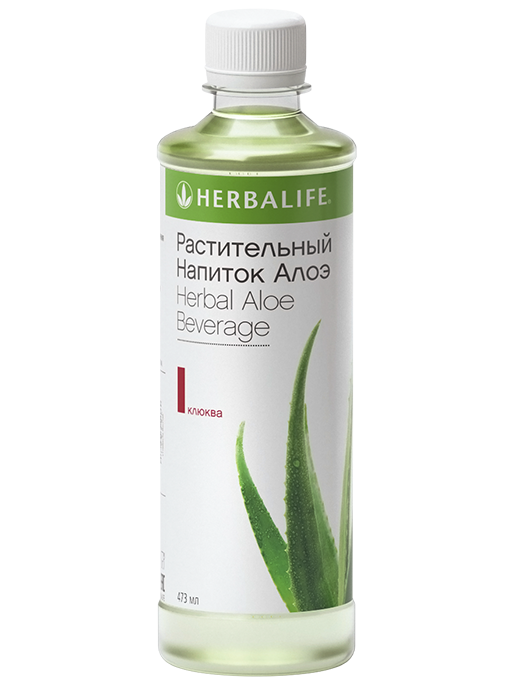 HERBALIFE®
Растительный
Напиток Алоэ
Herbal Aloe
Beverage
клюква
473 мл